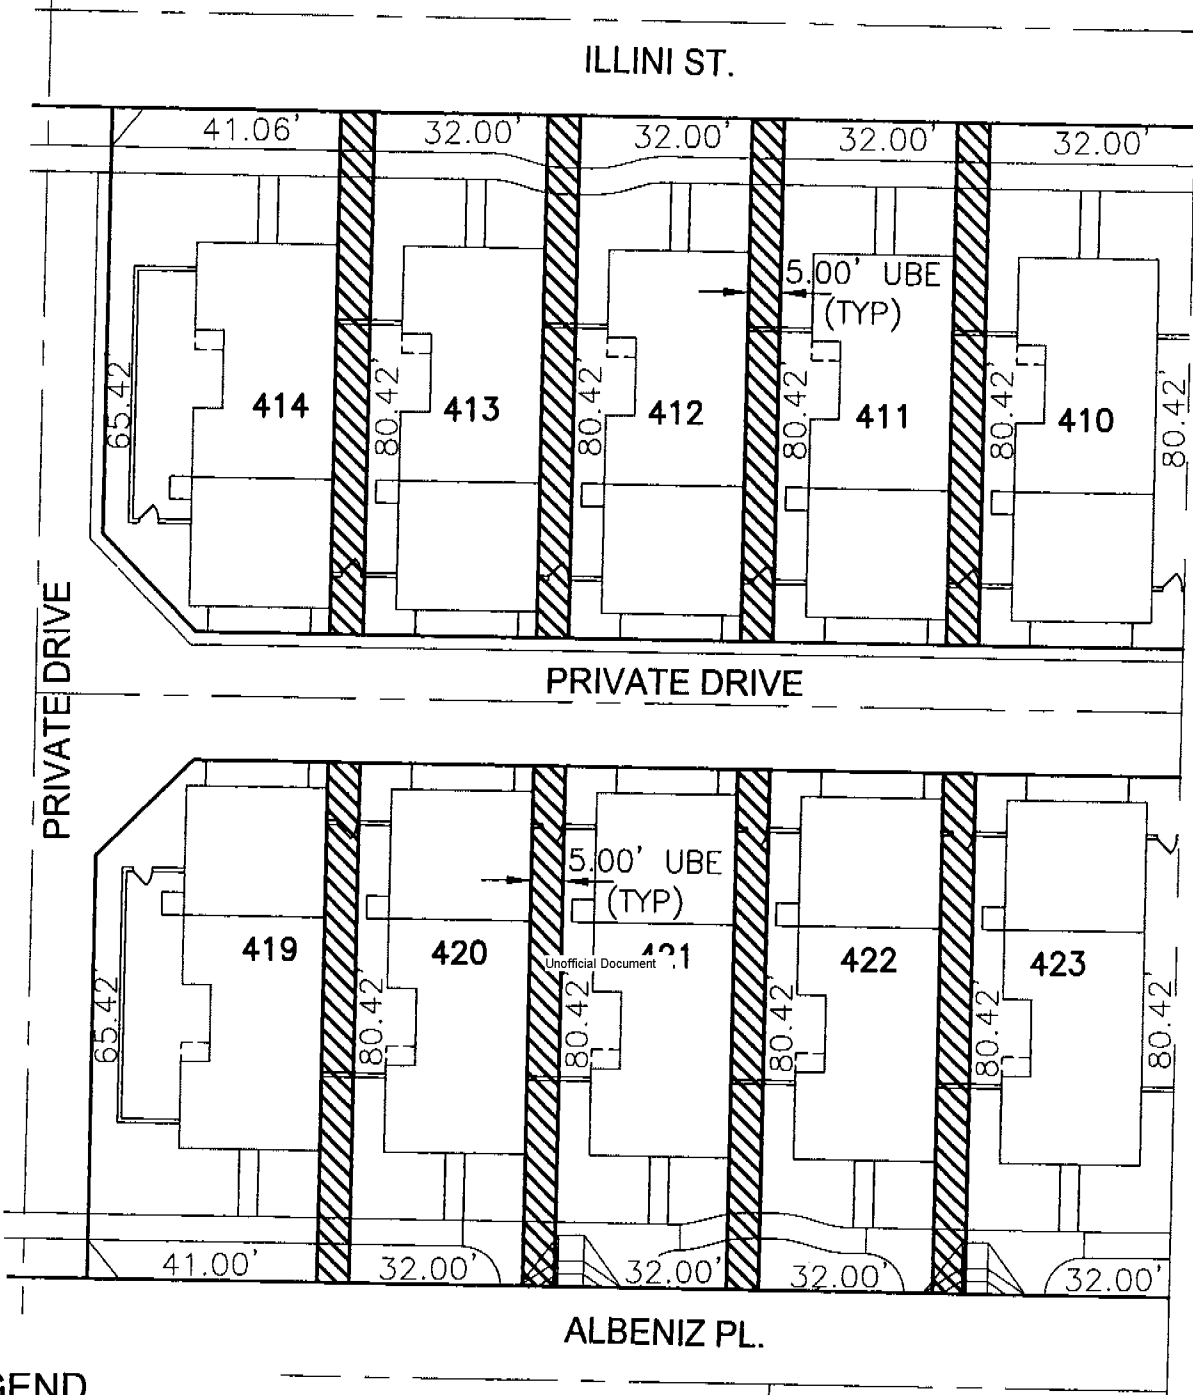 ILLINI ST.
41.06' 32.00' 32.00' 32.00' 32.00'
5.00' UBE
(TYP)
65.42' 80.42' 80.42' 80.42' 80.42' 80.42'
414 413 412 411 410
PRIVATE DRIVE
PRIVATE DRIVE
5.00' UBE
(TYP)
419 420 421 422 423
Unofficial Document
65.42' 80.42' 80.42' 80.42' 80.42' 80.42'
41.00' 32.00' 32.00' 32.00' 32.00'
ALBENIZ PL.